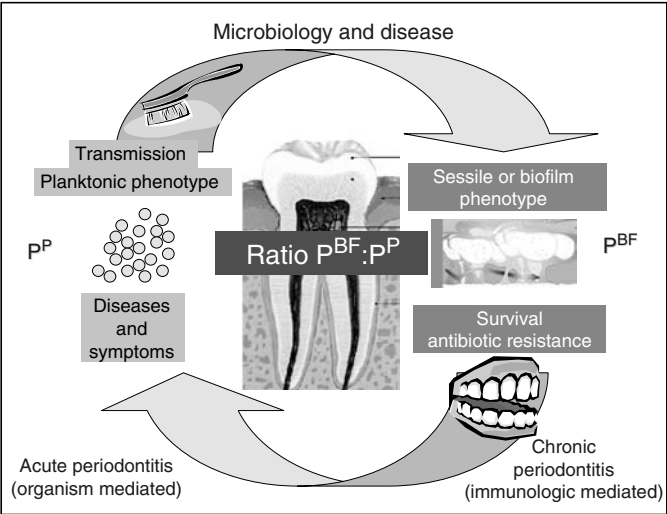 Microbiology and disease
Transmission
Planktonic phenotype
P^P
Diseases
and
symptoms
Ratio P^BF:P^P
Sessile or biofilm
phenotype
P^BF
Survival
antibiotic resistance
Acute periodontitis
(organism mediated)
Chronic
periodontitis
(immunologic mediated)